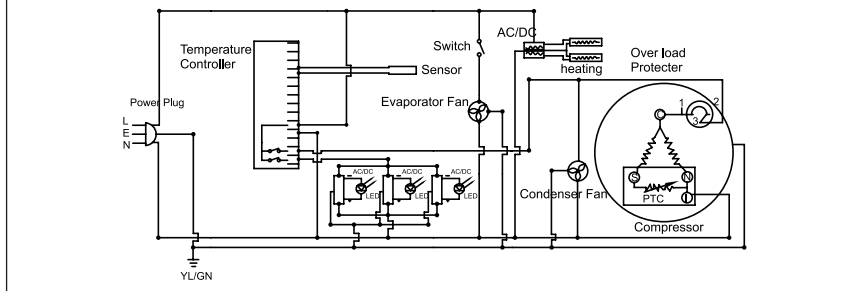 AC/DC
Switch
Temperature
Controller
Over load
Protecter
Sensor
heating
Power Plug
Evaporator Fan
1
2
3
C
L
E
N
AC/DC
AC/DC
AC/DC
LED
LED
LED
S
N
PTC
Condenser Fan
Compressor
YL/GN